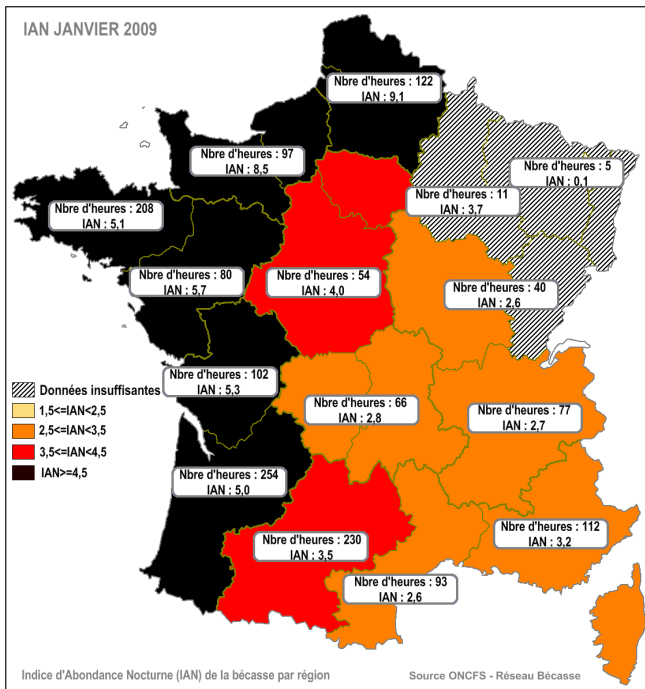 IAN JANVIER 2009
Nbre d'heures : 122
IAN : 9,1
Nbre d'heures : 97
IAN : 8,5
Nbre d'heures : 5
IAN : 0,1
Nbre d'heures : 11
IAN : 3,7
Nbre d'heures : 208
IAN : 5,1
Nbre d'heures : 80
IAN : 5,7
Nbre d'heures : 54
IAN : 4,0
Nbre d'heures : 40
IAN : 2,6
Nbre d'heures : 102
IAN : 5,3
Nbre d'heures : 66
IAN : 2,8
Nbre d'heures : 77
IAN : 2,7
Données insuffisantes
1,5<=IAN<2,5
2,5<=IAN<3,5
3,5<=IAN<4,5
IAN>=4,5
Nbre d'heures : 254
IAN : 5,0
Nbre d'heures : 230
IAN : 3,5
Nbre d'heures : 112
IAN : 3,2
Nbre d'heures : 93
IAN : 2,6
Indice d'Abondance Nocturne (IAN) de la bécasse par région
Source ONCFS - Réseau Bécasse